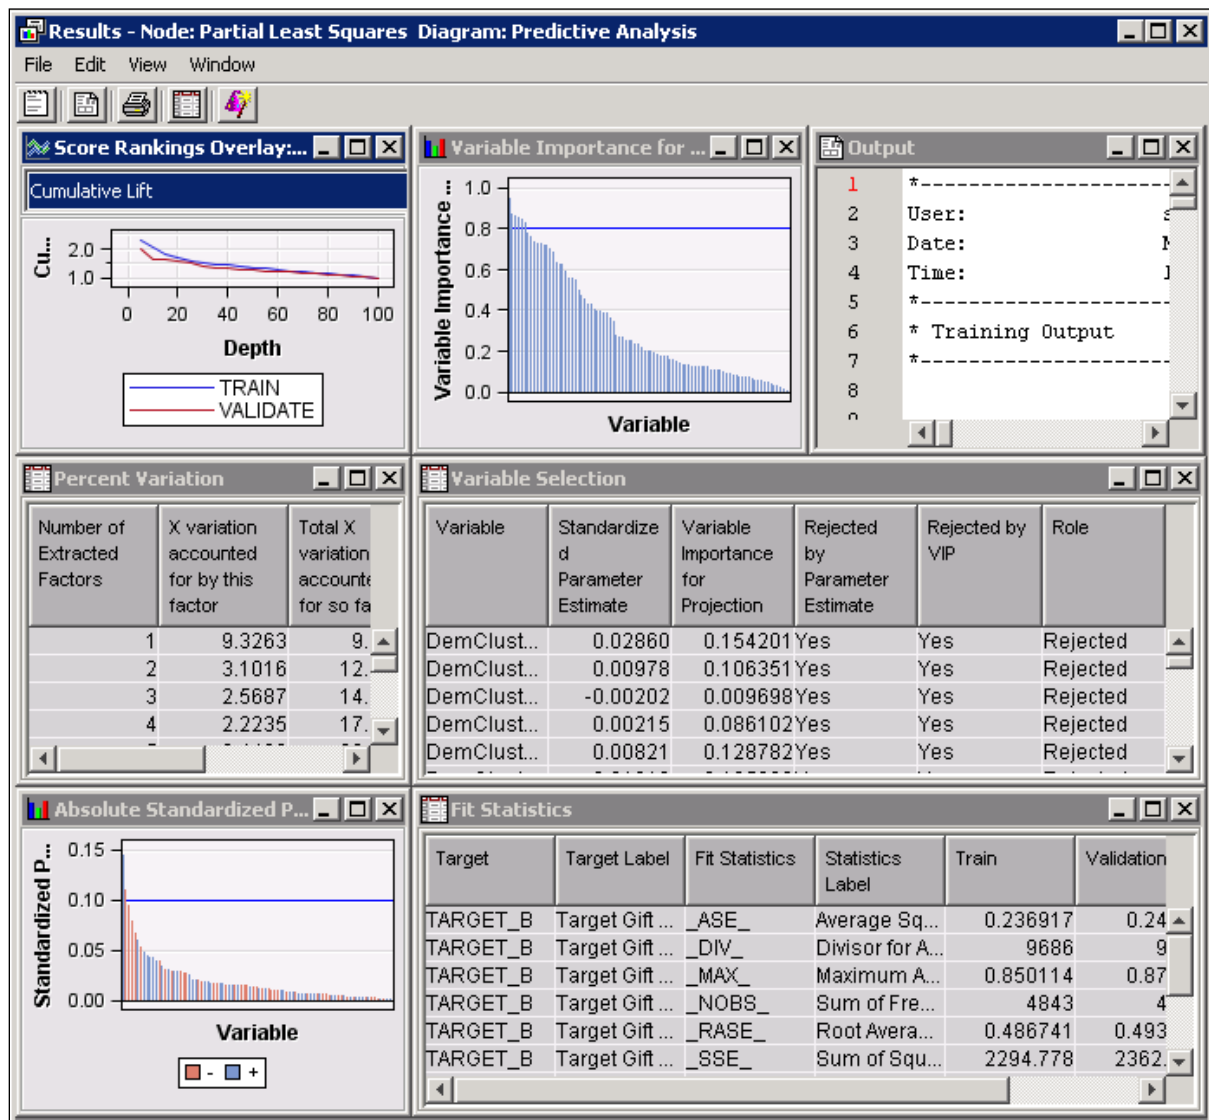 Results - Node: Partial Least Squares  Diagram: Predictive Analysis
File Edit View Window
Score Rankings Overlay:...
Cumulative Lift
Cu...
2.0
1.0
0 20 40 60 80 100
Depth
TRAIN
VALIDATE
Variable Importance for ...
Variable Importance ...
1.0
0.8
0.6
0.4
0.2
0.0
Variable
Output
1 *-----------------
2 User:
3 Date:
4 Time:
5 *-----------------
6 * Training Output
7 *-----------------
8
Percent Variation
Number of Extracted Factors X variation accounted for by this factor Total X variation accounte for so fa
1 9.3263 9.
2 3.1016 12.
3 2.5687 14.
4 2.2235 17.
Variable Selection
Variable Standardize d Parameter Estimate Variable Importance for Projection Rejected by Parameter Estimate Rejected by VIP Role
DemClust... 0.02860 0.154201 Yes Yes Rejected
DemClust... 0.00978 0.106351 Yes Yes Rejected
DemClust... -0.00202 0.009698 Yes Yes Rejected
DemClust... 0.00215 0.086102 Yes Yes Rejected
DemClust... 0.00821 0.128782 Yes Yes Rejected
Absolute Standardized P...
Standardized P...
0.15
0.10
0.05
0.00
Variable
- +
Fit Statistics
Target Target Label Fit Statistics Statistics Label Train Validation
TARGET_B Target Gift ... _ASE_ Average Sq... 0.236917 0.24
TARGET_B Target Gift ... _DIV_ Divisor for A... 9686 9
TARGET_B Target Gift ... _MAX_ Maximum A... 0.850114 0.87
TARGET_B Target Gift ... _NOBS_ Sum of Fre... 4843 4
TARGET_B Target Gift ... _RASE_ Root Avera... 0.486741 0.493
TARGET_B Target Gift ... _SSE_ Sum of Squ... 2294.778 2362.